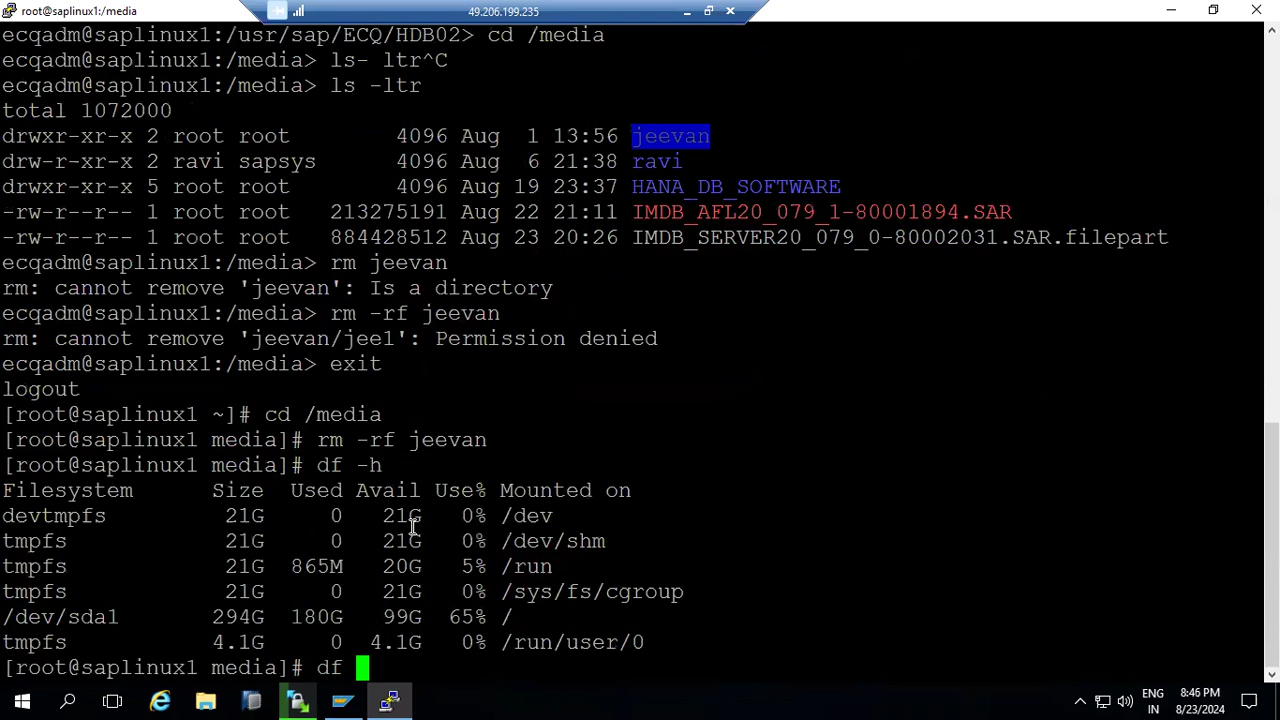 root@saplinux1:/media
49.206.199.235
ecqadm@saplinux1:/usr/sap/ECQ/HDB02> cd /media
ecqadm@saplinux1:/media> ls- ltr^C
ecqadm@saplinux1:/media> ls -ltr
total 1072000
drwxr-xr-x 2 root root 4096 Aug 1 13:56 jeevan
drw-r-xr-x 2 ravi sapsys 4096 Aug 6 21:38 ravi
drwxr-xr-x 5 root root 4096 Aug 19 23:37 HANA_DB_SOFTWARE
-rw-r--r-- 1 root root 213275191 Aug 22 21:11 IMDB_AFL20_079_1-80001894.SAR
-rw-r--r-- 1 root root 884428512 Aug 23 20:26 IMDB_SERVER20_079_0-80002031.SAR.filepart
ecqadm@saplinux1:/media> rm jeevan
rm: cannot remove 'jeevan': Is a directory
ecqadm@saplinux1:/media> rm -rf jeevan
rm: cannot remove 'jeevan/jee1': Permission denied
ecqadm@saplinux1:/media> exit
logout
[root@saplinux1 ~]# cd /media
[root@saplinux1 media]# rm -rf jeevan
[root@saplinux1 media]# df -h
Filesystem Size Used Avail Use% Mounted on
devtmpfs 21G 0 21G 0% /dev
tmpfs 21G 0 21G 0% /dev/shm
tmpfs 21G 865M 20G 5% /run
tmpfs 21G 0 21G 0% /sys/fs/cgroup
/dev/sda1 294G 180G 99G 65% /
tmpfs 4.1G 0 4.1G 0% /run/user/0
[root@saplinux1 media]# df
ENG
IN
8:46 PM
8/23/2024